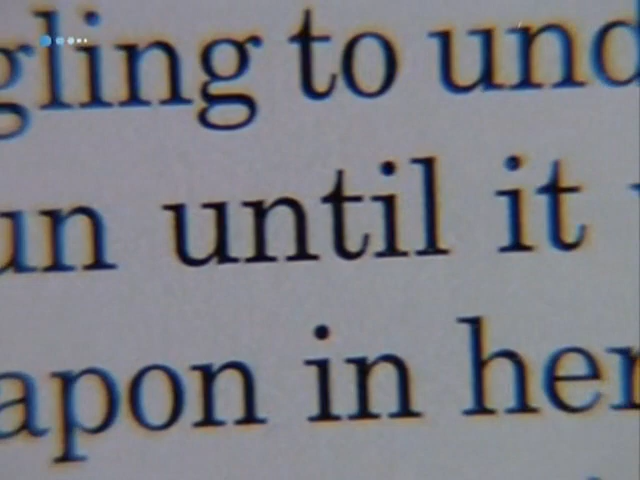 gling to und
un until it
apon in her